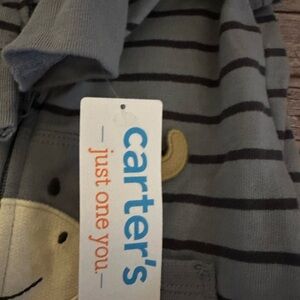 carter's
— just one you. —